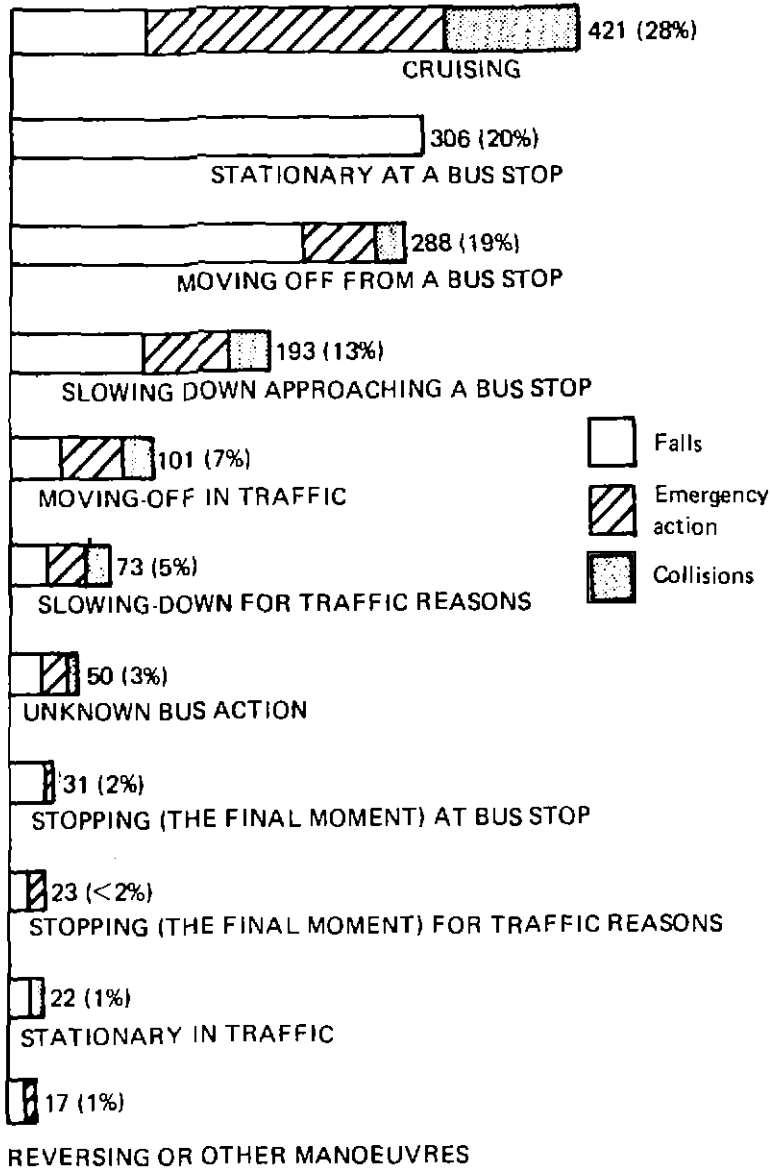 421 (28%)
CRUISING
306 (20%)
STATIONARY AT A BUS STOP
288 (19%)
MOVING OFF FROM A BUS STOP
193 (13%)
SLOWING DOWN APPROACHING A BUS STOP
Falls
101 (7%)
MOVING-OFF IN TRAFFIC
Emergency
action
73 (5%)
Collisions
SLOWING-DOWN FOR TRAFFIC REASONS
50 (3%)
UNKNOWN BUS ACTION
31 (2%)
STOPPING (THE FINAL MOMENT) AT BUS STOP
23 (<2%)
STOPPING (THE FINAL MOMENT) FOR TRAFFIC REASONS
22 (1%)
STATIONARY IN TRAFFIC
17 (1%)
REVERSING OR OTHER MANOEUVRES